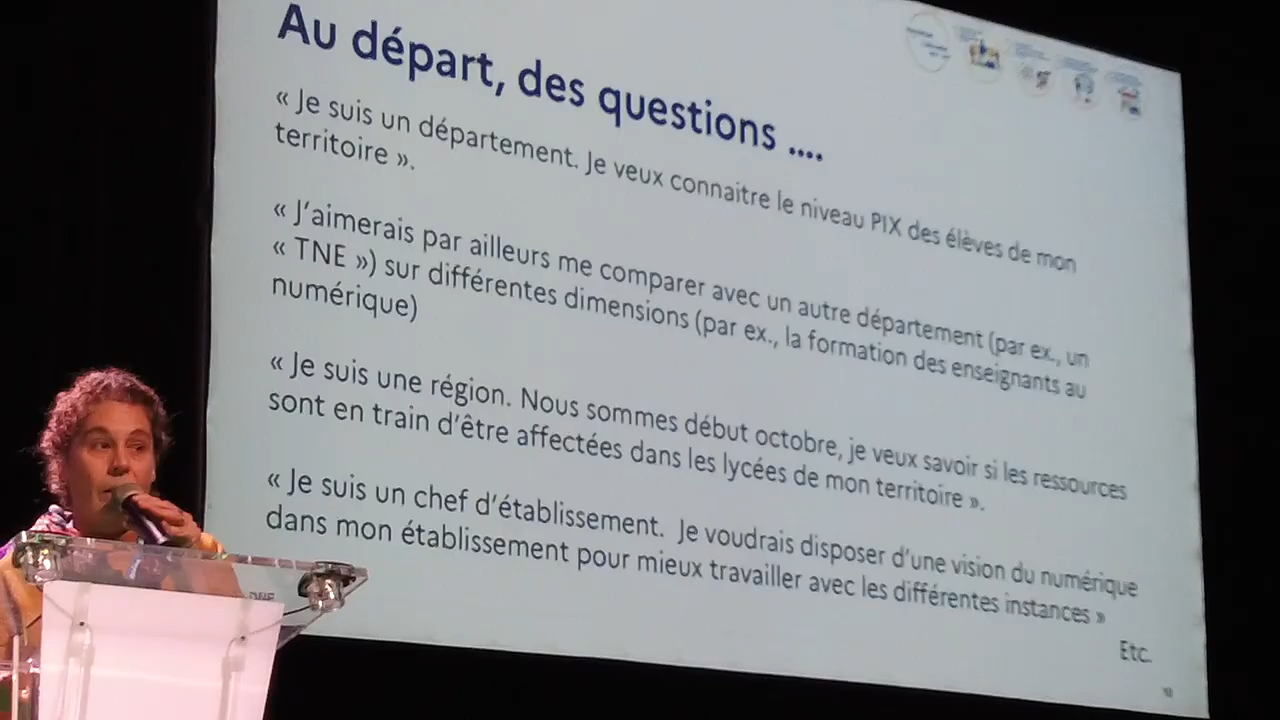 Au départ, des questions ....
« Je suis un département. Je veux connaitre le niveau PIX des élèves de mon
territoire ».
« J'aimerais par ailleurs me comparer avec un autre département (par ex., un
« TNE ») sur différentes dimensions (par ex., la formation des enseignants au
numérique)
« Je suis une région. Nous sommes début octobre, je veux savoir si les ressources
sont en train d'être affectées dans les lycées de mon territoire ».
« Je suis un chef d'établissement. Je voudrais disposer d'une vision du numérique
dans mon établissement pour mieux travailler avec les différentes instances »
Etc.